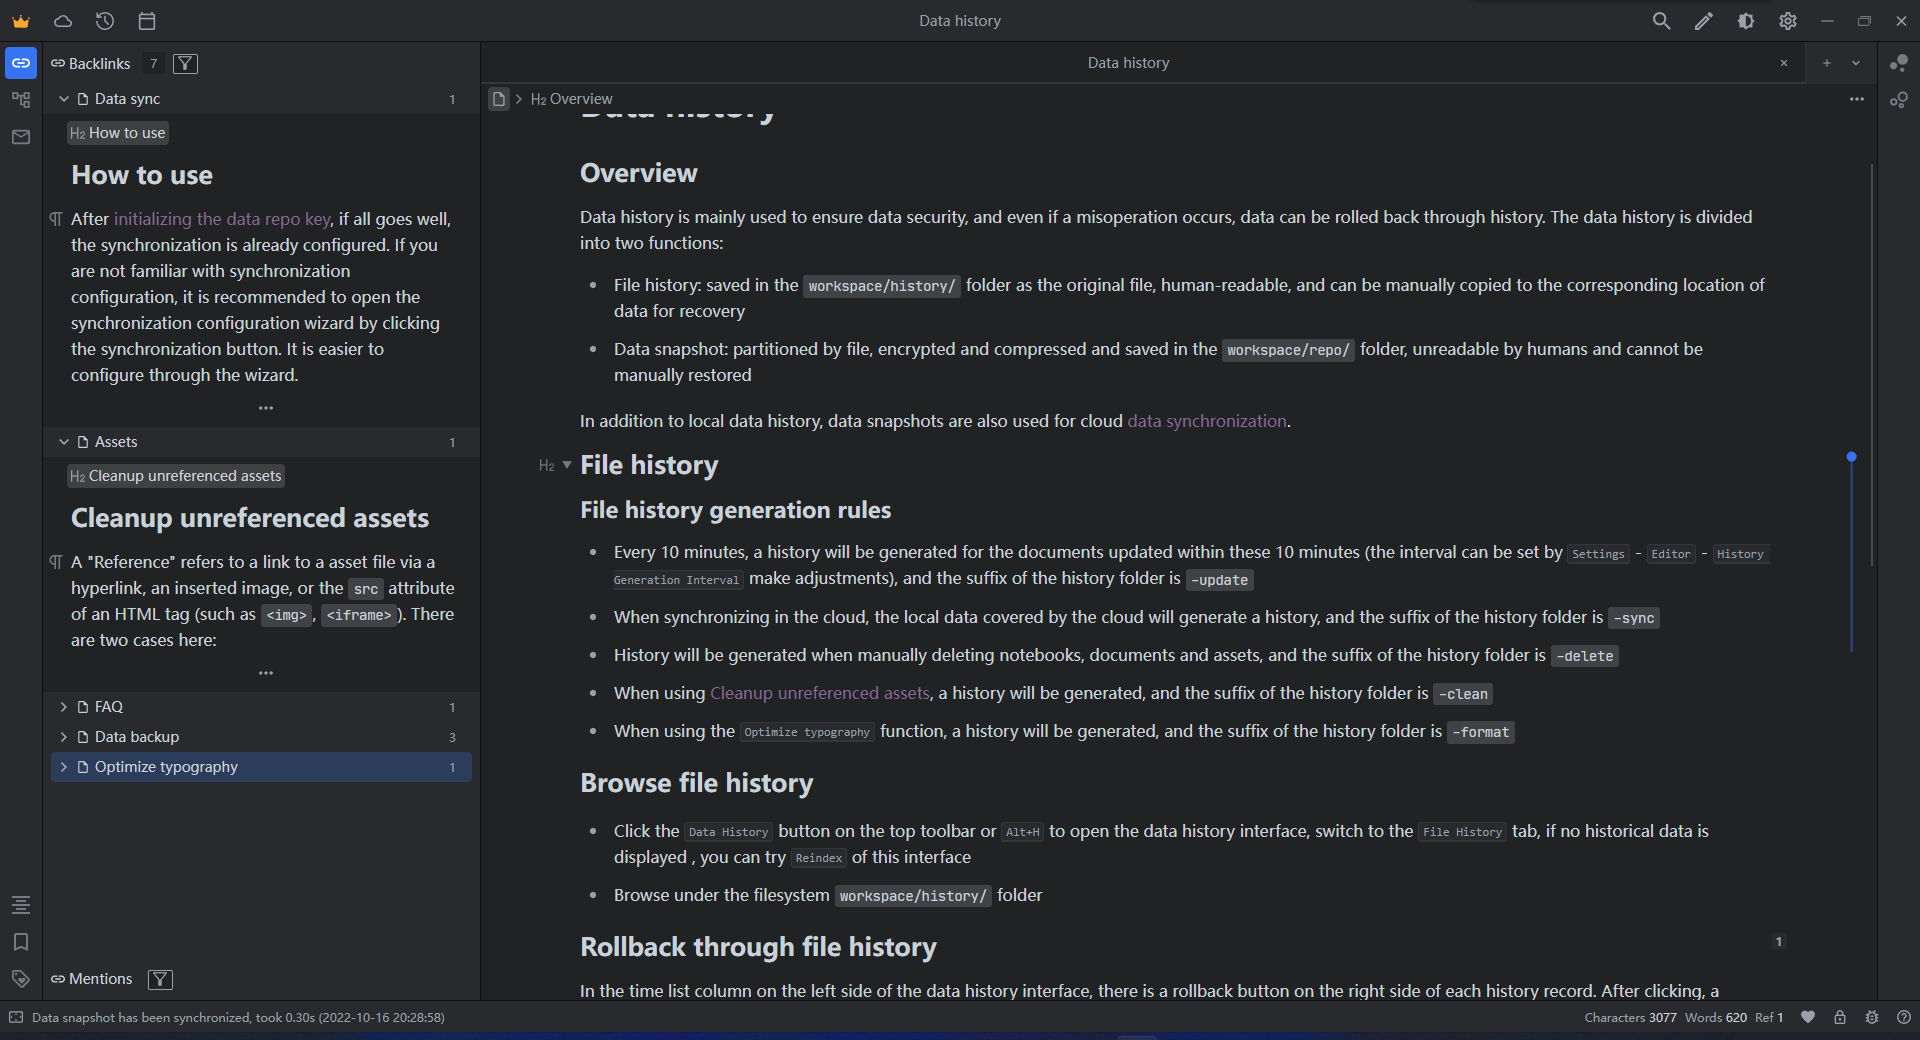 Data history
Backlinks 7
Data sync 1
H2 How to use
How to use
After initializing the data repo key, if all goes well,
the synchronization is already configured. If you
are not familiar with synchronization
configuration, it is recommended to open the
synchronization configuration wizard by clicking
the synchronization button. It is easier to
configure through the wizard.
Assets 1
H2 Cleanup unreferenced assets
Cleanup unreferenced assets
A "Reference" refers to a link to a asset file via a
hyperlink, an inserted image, or the src attribute
of an HTML tag (such as <img>, <iframe>). There
are two cases here:
FAQ 1
Data backup 3
Optimize typography 1
Mentions
Data history
H2 Overview
Data history
Overview
Data history is mainly used to ensure data security, and even if a misoperation occurs, data can be rolled back through history. The data history is divided
into two functions:
• File history: saved in the workspace/history/ folder as the original file, human-readable, and can be manually copied to the corresponding location of
data for recovery
• Data snapshot: partitioned by file, encrypted and compressed and saved in the workspace/repo/ folder, unreadable by humans and cannot be
manually restored
In addition to local data history, data snapshots are also used for cloud data synchronization.
H2 File history
File history generation rules
• Every 10 minutes, a history will be generated for the documents updated within these 10 minutes (the interval can be set by Settings - Editor - History
Generation Interval make adjustments), and the suffix of the history folder is -update
• When synchronizing in the cloud, the local data covered by the cloud will generate a history, and the suffix of the history folder is -sync
• History will be generated when manually deleting notebooks, documents and assets, and the suffix of the history folder is -delete
• When using Cleanup unreferenced assets, a history will be generated, and the suffix of the history folder is -clean
• When using the Optimize typography function, a history will be generated, and the suffix of the history folder is -format
Browse file history
• Click the Data History button on the top toolbar or Alt+H to open the data history interface, switch to the File History tab, if no historical data is
displayed , you can try Reindex of this interface
• Browse under the filesystem workspace/history/ folder
Rollback through file history 1
In the time list column on the left side of the data history interface, there is a rollback button on the right side of each history record. After clicking, a
Data snapshot has been synchronized, took 0.30s (2022-10-16 20:28:58)
Characters 3077 Words 620 Ref 1